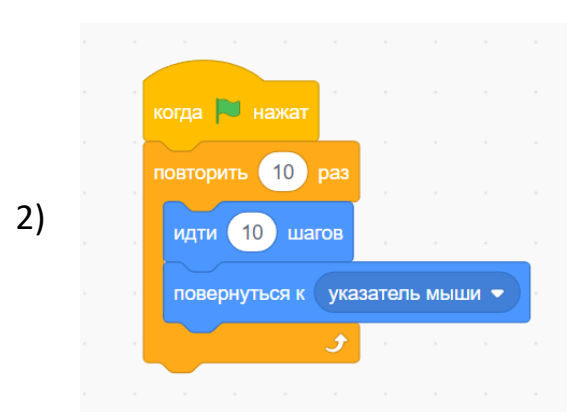 когда нажат
повторить 10 раз
2)
идти 10 шагов
повернуться к указатель мыши